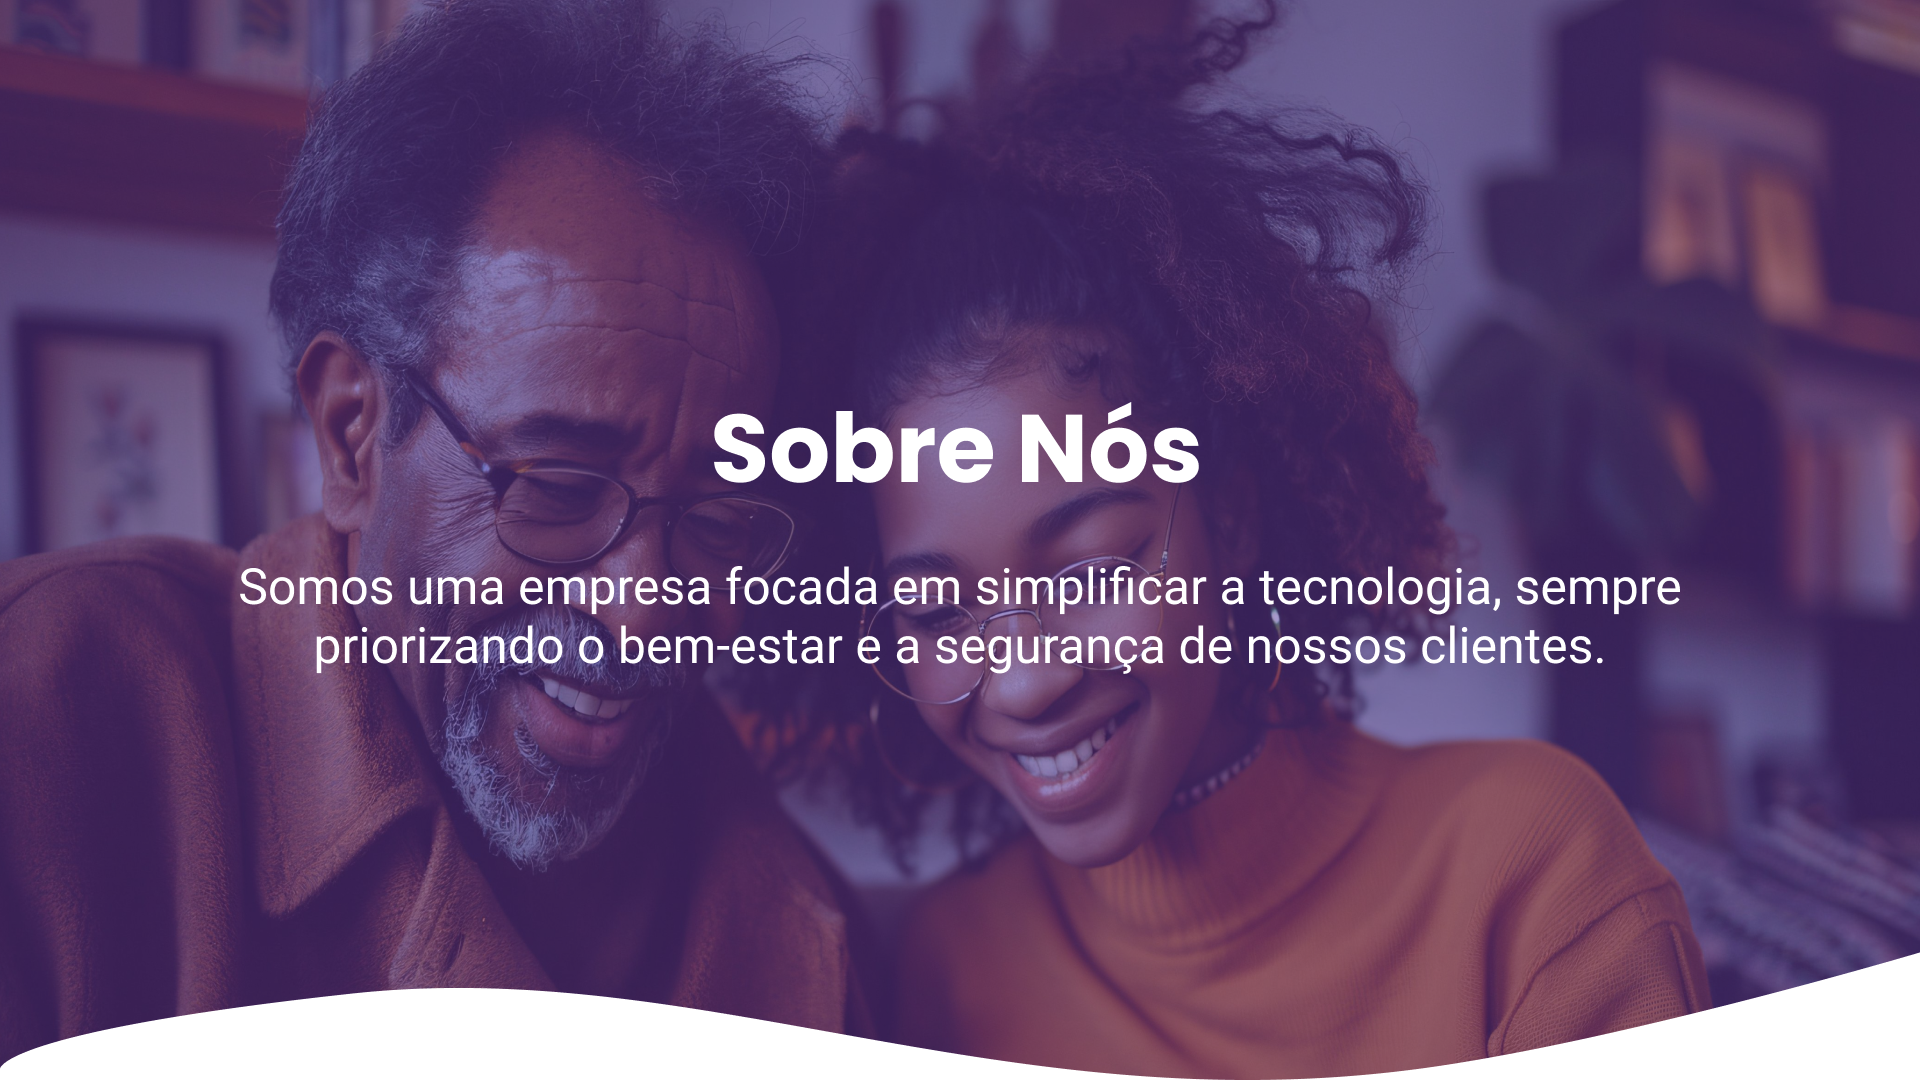 Sobre Nós
Somos uma empresa focada em simplificar a tecnologia, sempre
priorizando o bem-estar e a segurança de nossos clientes.